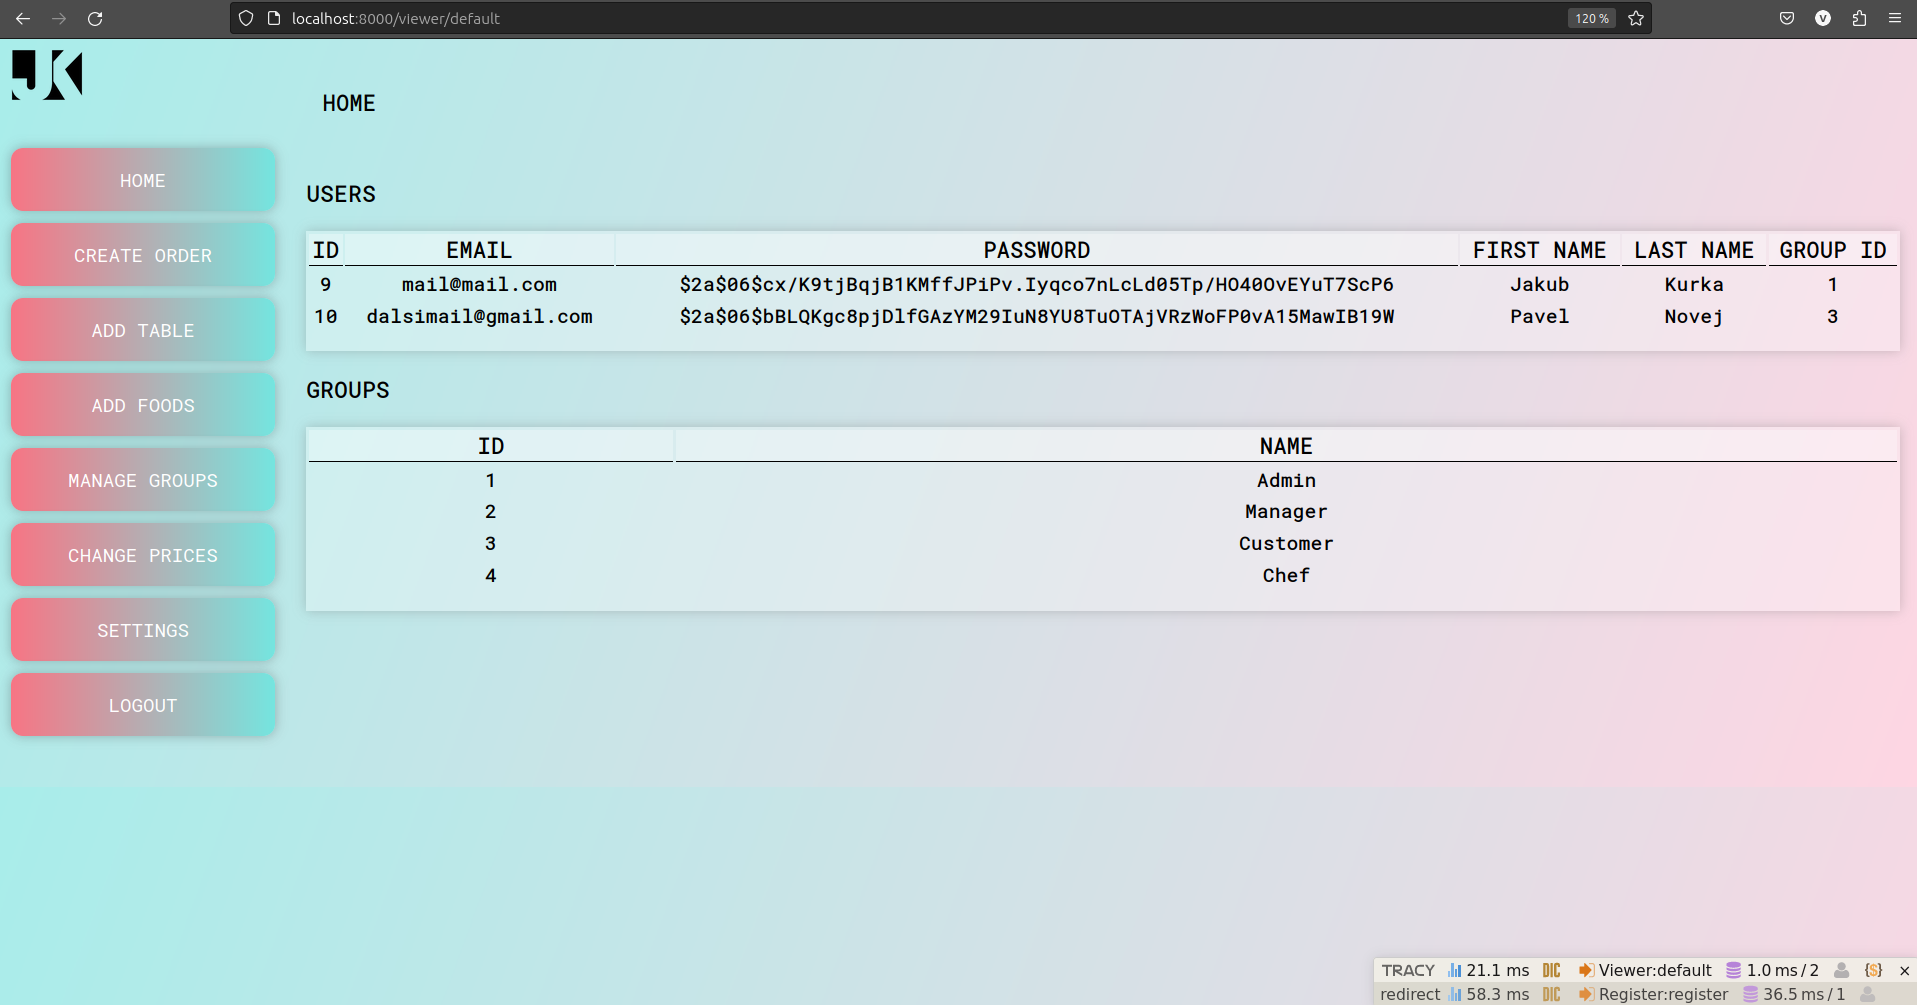 localhost:8000/viewer/default
120 %
JK
HOME
HOME
CREATE ORDER
ADD TABLE
ADD FOODS
MANAGE GROUPS
CHANGE PRICES
SETTINGS
LOGOUT
USERS
ID EMAIL PASSWORD FIRST NAME LAST NAME GROUP ID
9 mail@mail.com $2a$06$cx/K9tjBqjB1KMffJPiPv.Iyqco7nLcLd05Tp/HO40OvEYuT7ScP6 Jakub Kurka 1
10 dalsimail@gmail.com $2a$06$bBLQKgc8pjDlfGAzYM29IuN8YU8TuOTAjVRzWoFP0vA15MawIB19W Pavel Novej 3
GROUPS
ID NAME
1 Admin
2 Manager
3 Customer
4 Chef
TRACY 21.1 ms DIC Viewer:default 1.0 ms / 2 {$} ×
redirect 58.3 ms DIC Register:register 36.5 ms / 1